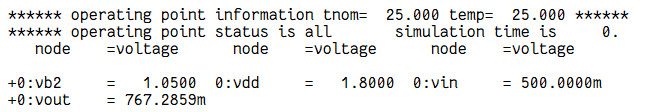 ****** operating point information tnom=  25.000 temp=  25.000 ******
****** operating point status is all       simulation time is     0.
    node    =voltage      node    =voltage      node    =voltage

+0:vb2     =   1.0500  0:vdd     =   1.8000  0:vin     = 500.0000m
+0:vout    = 767.2859m